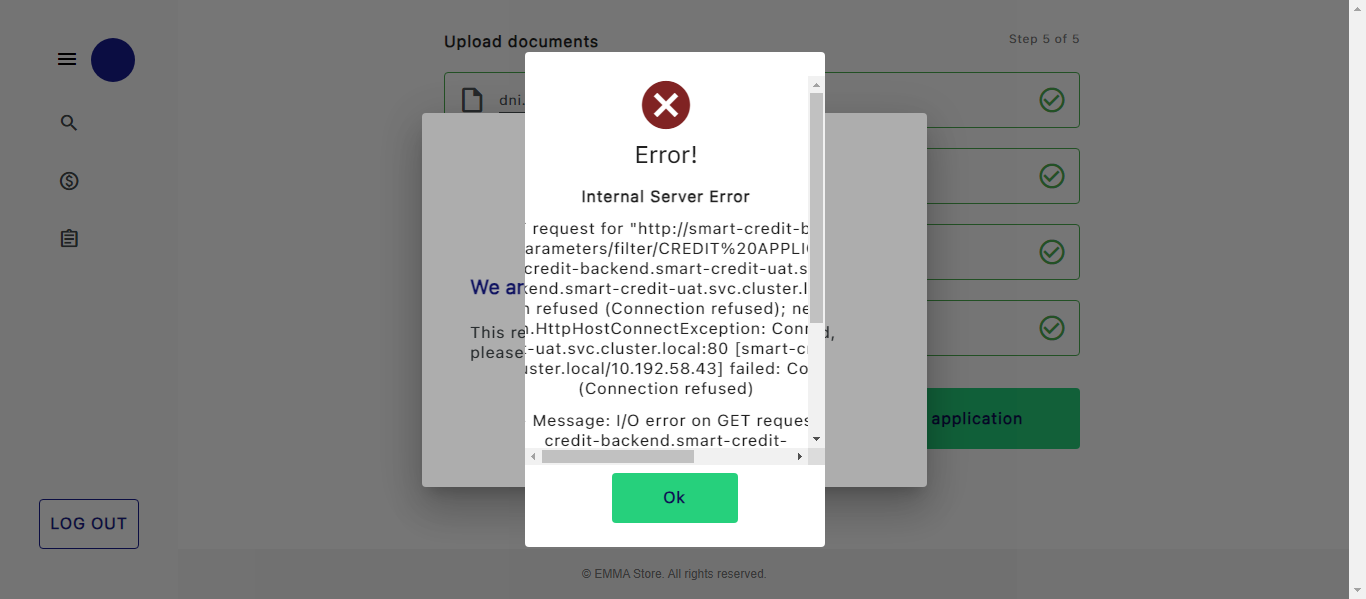 Upload documents
Step 5 of 5
dni.
Error!
Internal Server Error
request for "http://smart-credit-b
arameters/filter/CREDIT%20APPLI
credit-backend.smart-credit-uat.s
kend.smart-credit-uat.svc.cluster.l
We ar
n refused (Connection refused); ne
This re
n.HttpHostConnectException: Conn
d,
please
t-uat.svc.cluster.local:80 [smart-c
uster.local/10.192.58.43] failed: Co
(Connection refused)
application
Message: I/O error on GET reques
credit-backend.smart-credit-
Ok
LOG OUT
© EMMA Store. All rights reserved.